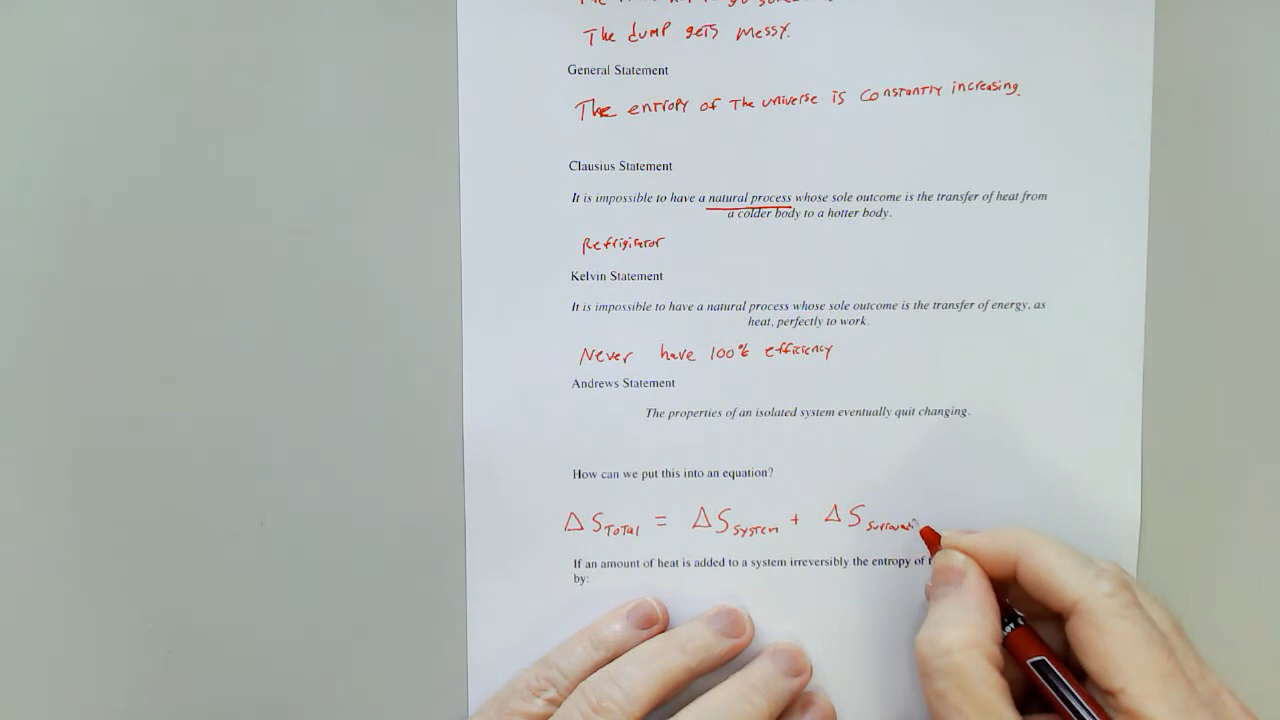 The dump gets messy.
General Statement
The entropy of the universe is constantly increasing.
Clausius Statement
It is impossible to have a natural process whose sole outcome is the transfer of heat from
a colder body to a hotter body.
Refrigirator
Kelvin Statement
It is impossible to have a natural process whose sole outcome is the transfer of energy, as
heat, perfectly to work.
Never have 100% efficiency
Andrews Statement
The properties of an isolated system eventually quit changing.
How can we put this into an equation?
ΔS Total = ΔS System + ΔS
If an amount of heat is added to a system irreversibly the entropy of
by: